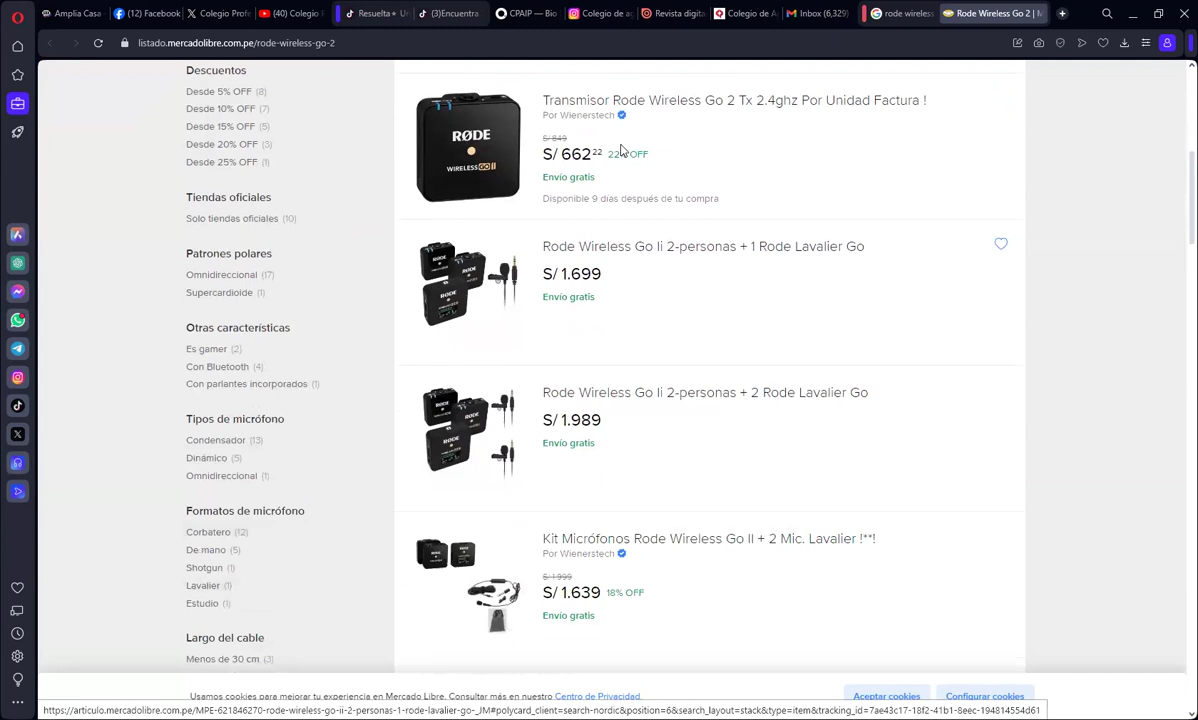 Amplia Casa
(12) Facebook
Colegio Profe
(40) Colegio
Resuelta+ U
(3)Encuentra
CPAIP — Bio
Colegio de a
Revista digita
Colegio de A
Inbox (6,329)
rode wireless
Rode Wireless Go 2 | M
listado.mercadolibre.com.pe/rode-wireless-go-2
Descuentos
Desde 5% OFF (8)
Desde 10% OFF (7)
Desde 15% OFF (5)
Desde 20% OFF (3)
Desde 25% OFF (1)
Tiendas oficiales
Solo tiendas oficiales (10)
Patrones polares
Omnidireccional (17)
Supercardioide (1)
Otras características
Es gamer (2)
Con Bluetooth (4)
Con parlantes incorporados (1)
Tipos de micrófono
Condensador (13)
Dinámico (5)
Omnidireccional (1)
Formatos de micrófono
Corbatero (12)
De mano (5)
Shotgun (1)
Lavalier (1)
Estudio (1)
Largo del cable
Menos de 30 cm (3)
RØDE
WIRELESS GO II
Transmisor Rode Wireless Go 2 Tx 2.4ghz Por Unidad Factura !
Por Wienerstech
S/ 849
S/ 662 22 22% OFF
Envío gratis
Disponible 9 días después de tu compra
Rode Wireless Go Ii 2-personas + 1 Rode Lavalier Go
S/ 1.699
Envío gratis
Rode Wireless Go Ii 2-personas + 2 Rode Lavalier Go
S/ 1.989
Envío gratis
Kit Micrófonos Rode Wireless Go II + 2 Mic. Lavalier !**!
Por Wienerstech
S/ 1.999
S/ 1.639 18% OFF
Envío gratis
Usamos cookies para mejorar tu experiencia en Mercado Libre. Consultar más en nuestro Centro de Privacidad.
Aceptar cookies
Configurar cookies
https://articulo.mercadolibre.com.pe/MPE-621846270-rode-wireless-go-ii-2-personas-1-rode-lavalier-go-_JM#polycard_client=search-nordic&position=6&search_layout=stack&type=item&tracking_id=7ae43c17-18f2-41b1-8eec-194814554d61